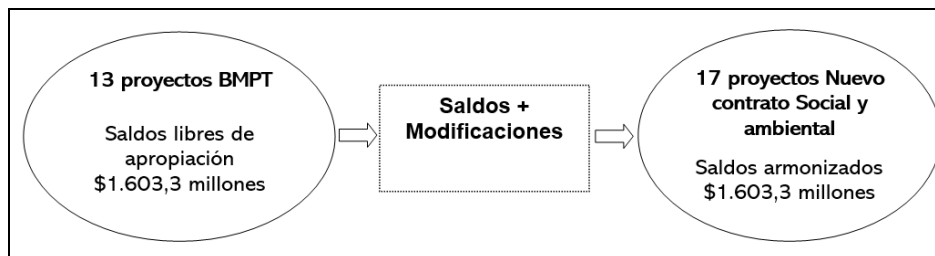 13 proyectos BMPT
Saldos libres de
apropiación
$1.603,3 millones
Saldos +
Modificaciones
17 proyectos Nuevo
contrato Social y
ambiental
Saldos armonizados
$1.603,3 millones